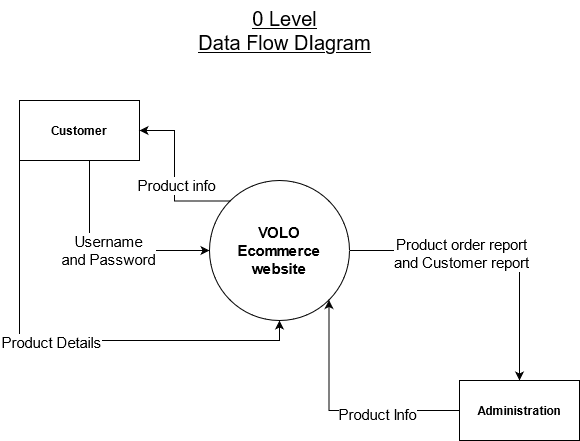 0 Level
Data Flow DIagram
Customer
Product info
Username
and Password
VOLO
Ecommerce
website
Product order report
and Customer report
Product Details
Product Info
Administration